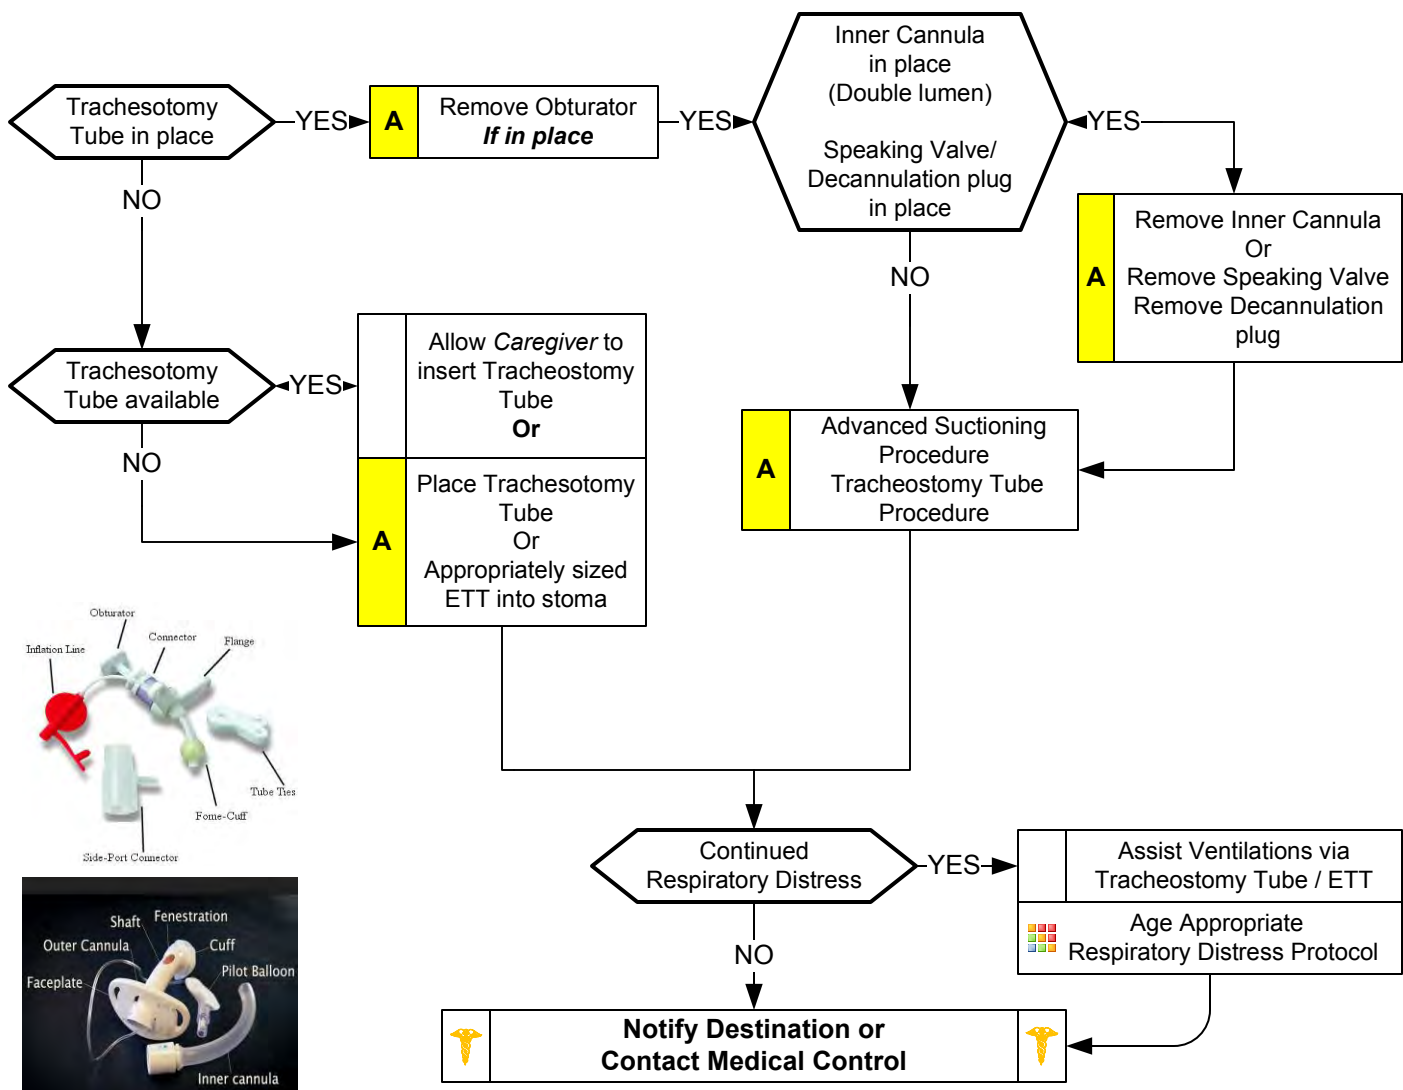 Trachesotomy
Tube in place
YES
A
Remove Obturator
If in place
YES
Inner Cannula
in place
(Double lumen)
Speaking Valve/
Decannulation plug
in place
YES
A
Remove Inner Cannula
Or
Remove Speaking Valve
Remove Decannulation
plug
NO
NO
Trachesotomy
Tube available
YES
Allow Caregiver to
insert Tracheostomy
Tube
Or
NO
A
Place Trachesotomy
Tube
Or
Appropriately sized
ETT into stoma
A
Advanced Suctioning
Procedure
Tracheostomy Tube
Procedure
Obturator
Connector
Flange
Inflation Line
Tube Ties
Fome-Cuff
Side-Port Connector
Continued
Respiratory Distress
YES
Assist Ventilations via
Tracheostomy Tube / ETT
Age Appropriate
Respiratory Distress Protocol
NO
Notify Destination or
Contact Medical Control
Shaft
Fenestration
Outer Cannula
Cuff
Faceplate
Pilot Balloon
Inner cannula